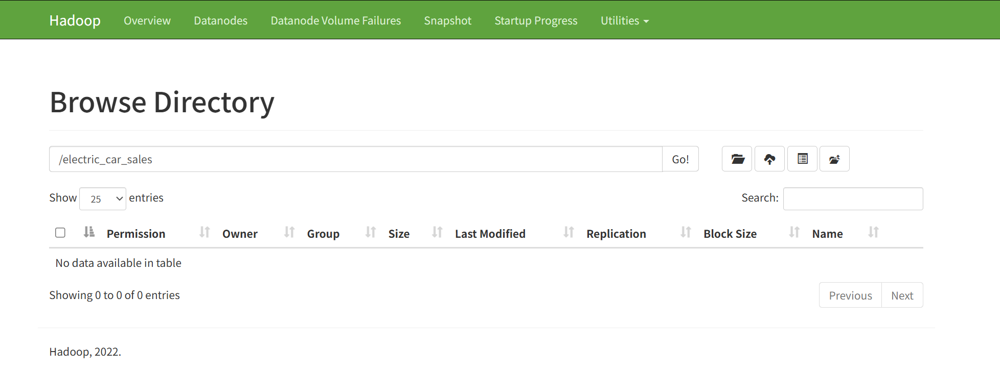 Hadoop Overview Datanodes Datanode Volume Failures Snapshot Startup Progress Utilities
Browse Directory
/electric_car_sales Go!
Show 25 entries Search:
Permission Owner Group Size Last Modified Replication Block Size Name
No data available in table
Showing 0 to 0 of 0 entries Previous Next
Hadoop, 2022.